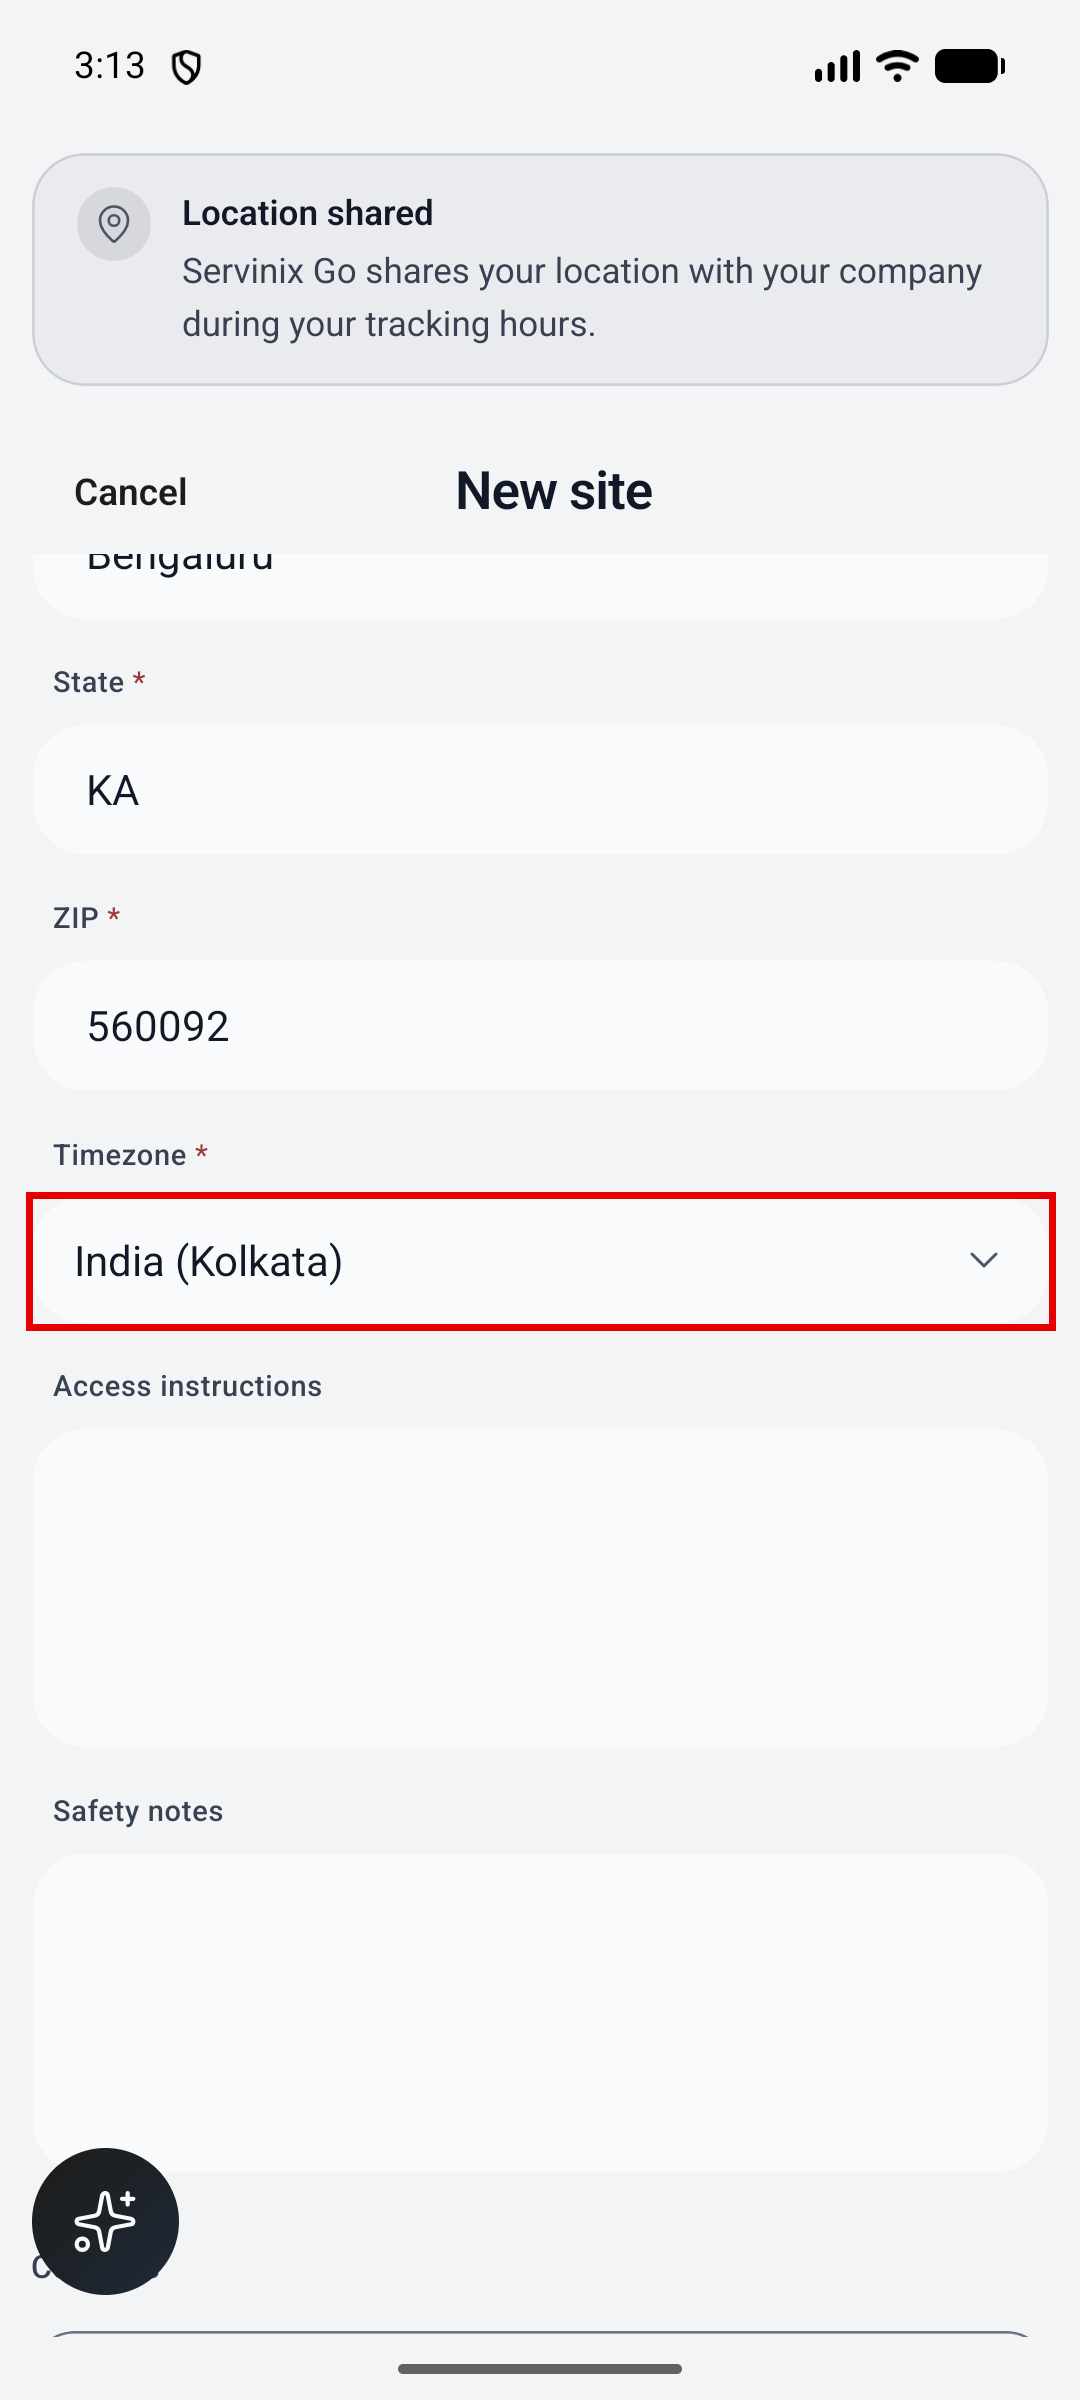 3:13
Location shared
Servinix Go shares your location with your company
during your tracking hours.
Cancel
New site
Bengaluru
State *
KA
ZIP *
560092
Timezone *
India (Kolkata)
Access instructions
Safety notes